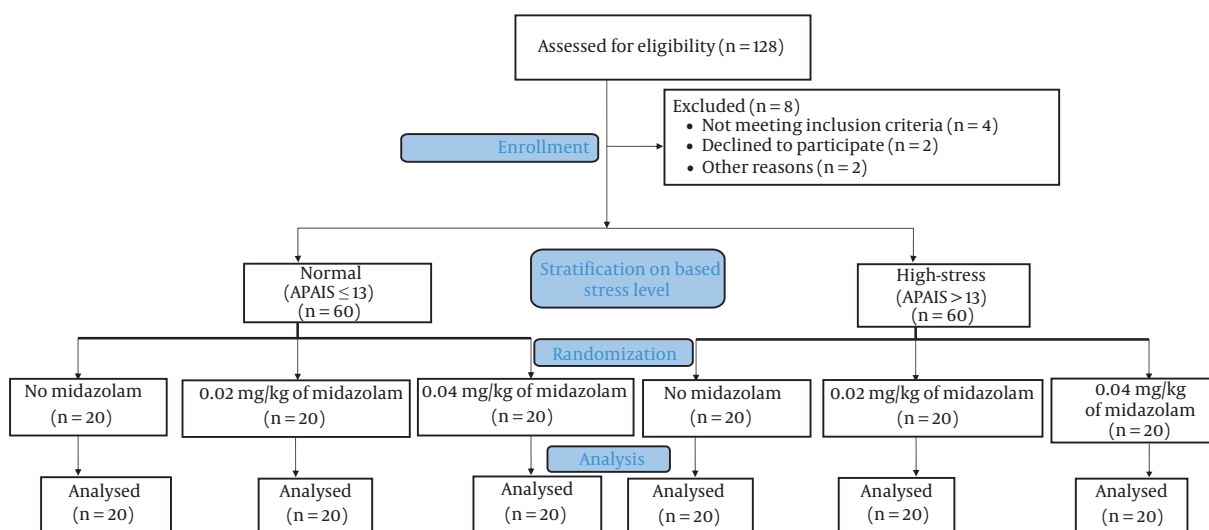 Assessed for eligibility (n = 128)
Excluded (n = 8)
• Not meeting inclusion criteria (n = 4)
• Declined to participate (n = 2)
• Other reasons (n = 2)
Enrollment
Stratification on based
stress level
Normal
(APAIS ≤ 13)
(n = 60)
High-stress
(APAIS > 13)
(n = 60)
Randomization
No midazolam
(n = 20)
0.02 mg/kg of midazolam
(n = 20)
0.04 mg/kg of midazolam
(n = 20)
No midazolam
(n = 20)
0.02 mg/kg of midazolam
(n = 20)
0.04 mg/kg
of midazolam
(n = 20)
Analysis
Analysed
(n = 20)
Analysed
(n = 20)
Analysed
(n = 20)
Analysed
(n = 20)
Analysed
(n = 20)
Analysed
(n = 20)